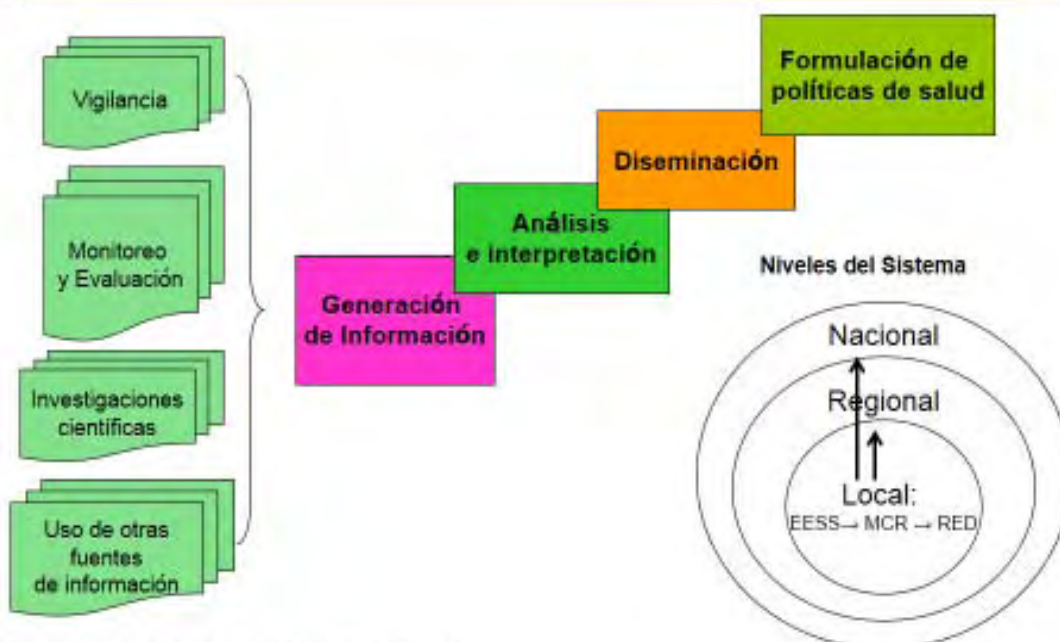 Vigilancia
Monitoreo
y Evaluación
Investigaciones
científicas
Uso de otras
fuentes
de información
Generación
de Información
Análisis
e interpretación
Diseminación
Formulación de
políticas de salud
Niveles del Sistema
Nacional
Regional
Local:
EESS→ MCR → RED